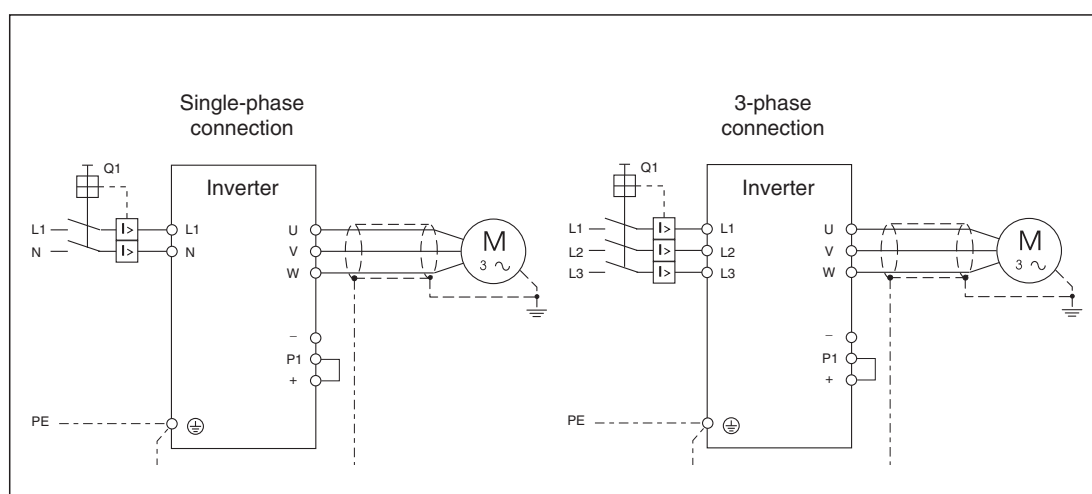 Single-phase
connection
Q1
Inverter
L1
I>
L1
U
N
I>
N
V
W
M
3 ∿
–
P1
+
PE
3-phase
connection
Q1
Inverter
L1
I>
L1
U
L2
I>
L2
V
L3
I>
L3
W
M
3 ∿
–
P1
+
PE